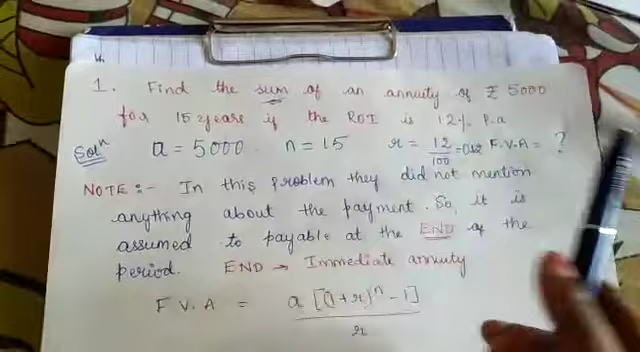 1. Find the sum of an annuity of ₹ 5000
for 15 years if the ROI is 12% p.a
Solⁿ a = 5000 n = 15 r = 12/100 = 0.12 F.V.A = ?
NOTE :- In this problem they did not mention
anything about the payment. So, it is
assumed to payable at the END of the
period. END → Immediate annuity
F V.A = a [(1+r)ⁿ - 1]
r